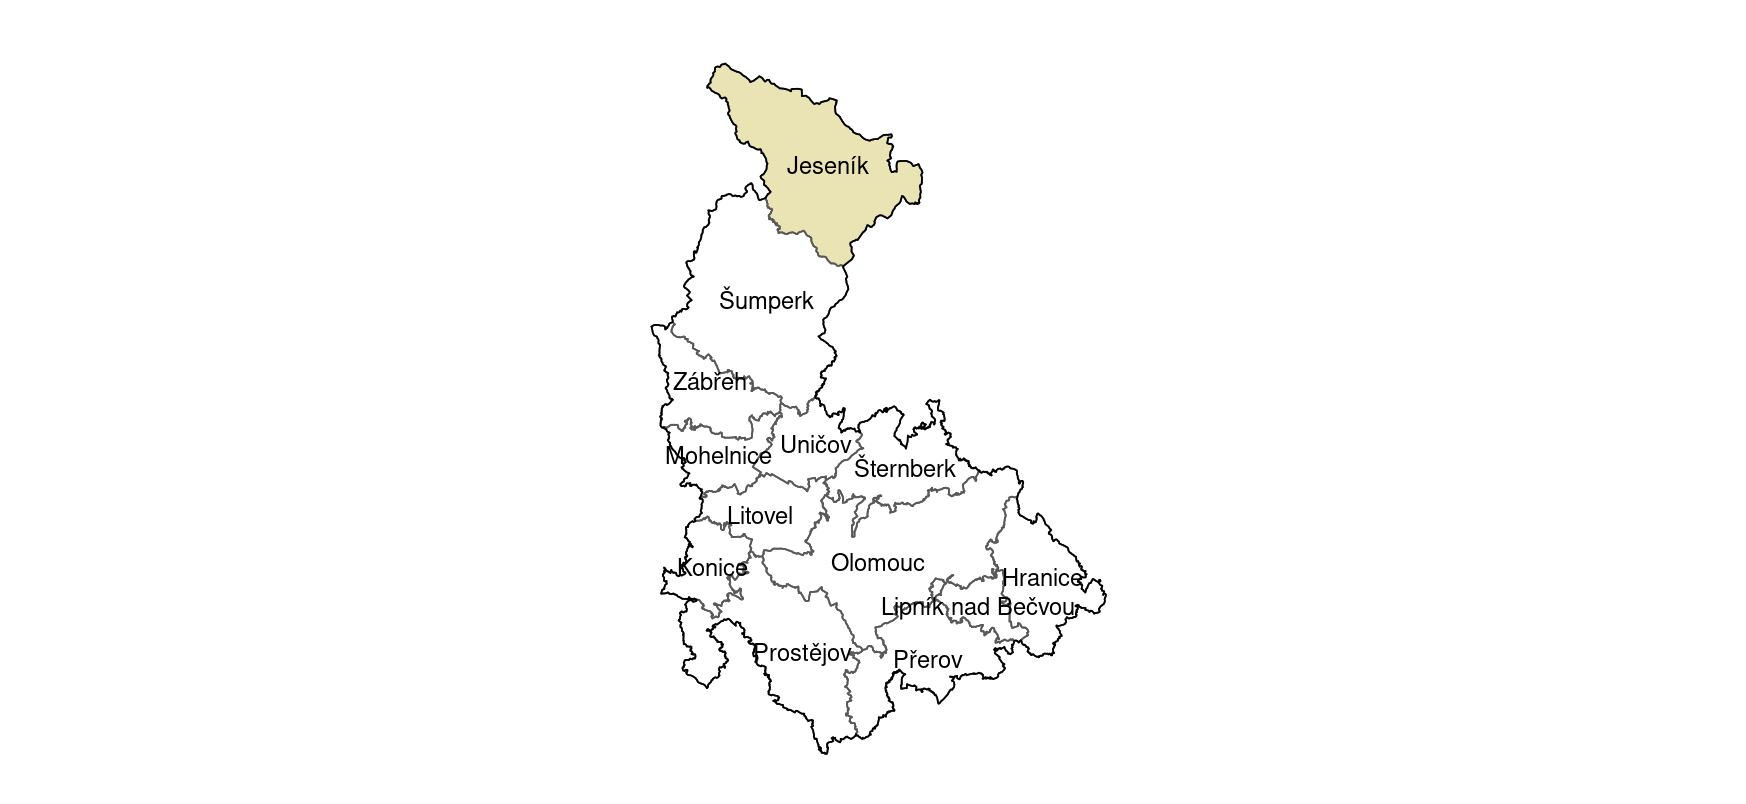 Jeseník
Šumperk
Zábřeh
Uničov
Mohelnice
Šternberk
Litovel
Olomouc
Konice
Hranice
Lipník nad Bečvou
Prostějov
Přerov